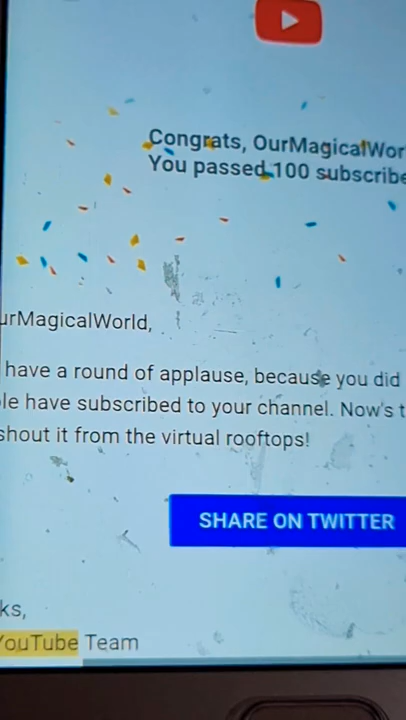 Congrats, OurMagicalWor
You passed 100 subscribe
urMagicalWorld,
have a round of applause, because you did
le have subscribed to your channel. Now's t
shout it from the virtual rooftops!
SHARE ON TWITTER
ks,
YouTube Team